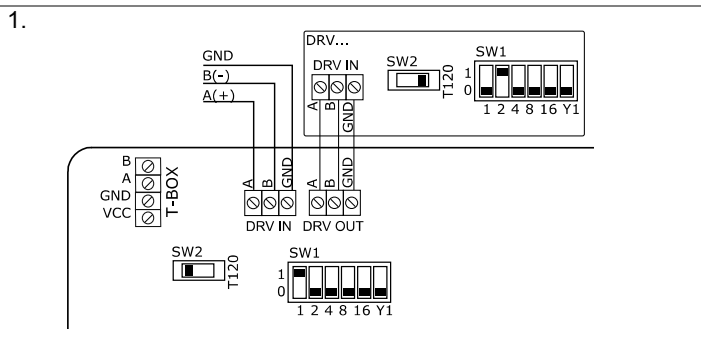 1.
DRV...
GND
B(-)
A(+)
DRV IN
A
B
GND
SW2
T120
SW1
1
0
1 2 4 8 16 Y1
B
A
GND
VCC
T-BOX
A
B
GND
DRV IN
A
B
GND
DRV OUT
SW2
T120
SW1
1
0
1 2 4 8 16 Y1